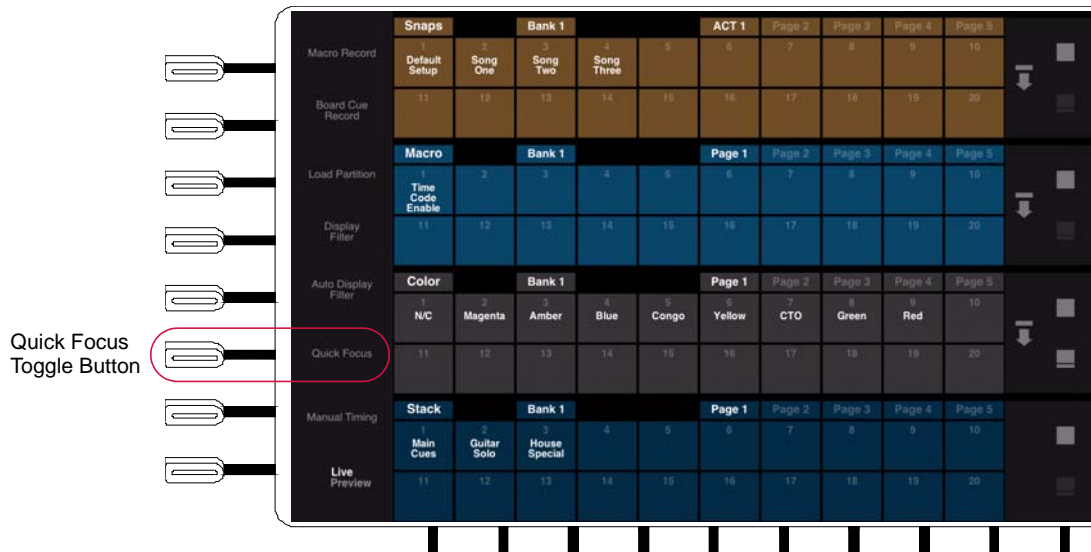 Snaps Bank 1 ACT 1 Page 2 Page 3 Page 4 Page 5
Macro Record
1 2 3 4 5 6 7 8 9 10
Default Setup Song One Song Two Song Three
Board Cue Record
11 12 13 14 15 16 17 18 19 20
Macro Bank 1 Page 1 Page 2 Page 3 Page 4 Page 5
Load Partition
1 2 3 4 5 6 7 8 9 10
Time Code Enable
Display Filter
11 12 13 14 15 16 17 18 19 20
Color Bank 1 Page 1 Page 2 Page 3 Page 4 Page 5
Auto Display Filter
1 2 3 4 5 6 7 8 9 10
N/C Magenta Amber Blue Congo Yellow CTO Green Red
Quick Focus Toggle Button
Quick Focus
11 12 13 14 15 16 17 18 19 20
Stack Bank 1 Page 1 Page 2 Page 3 Page 4 Page 5
Manual Timing
1 2 3 4 5 6 7 8 9 10
Main Cues Guitar Solo House Special
Live
Preview
11 12 13 14 15 16 17 18 19 20